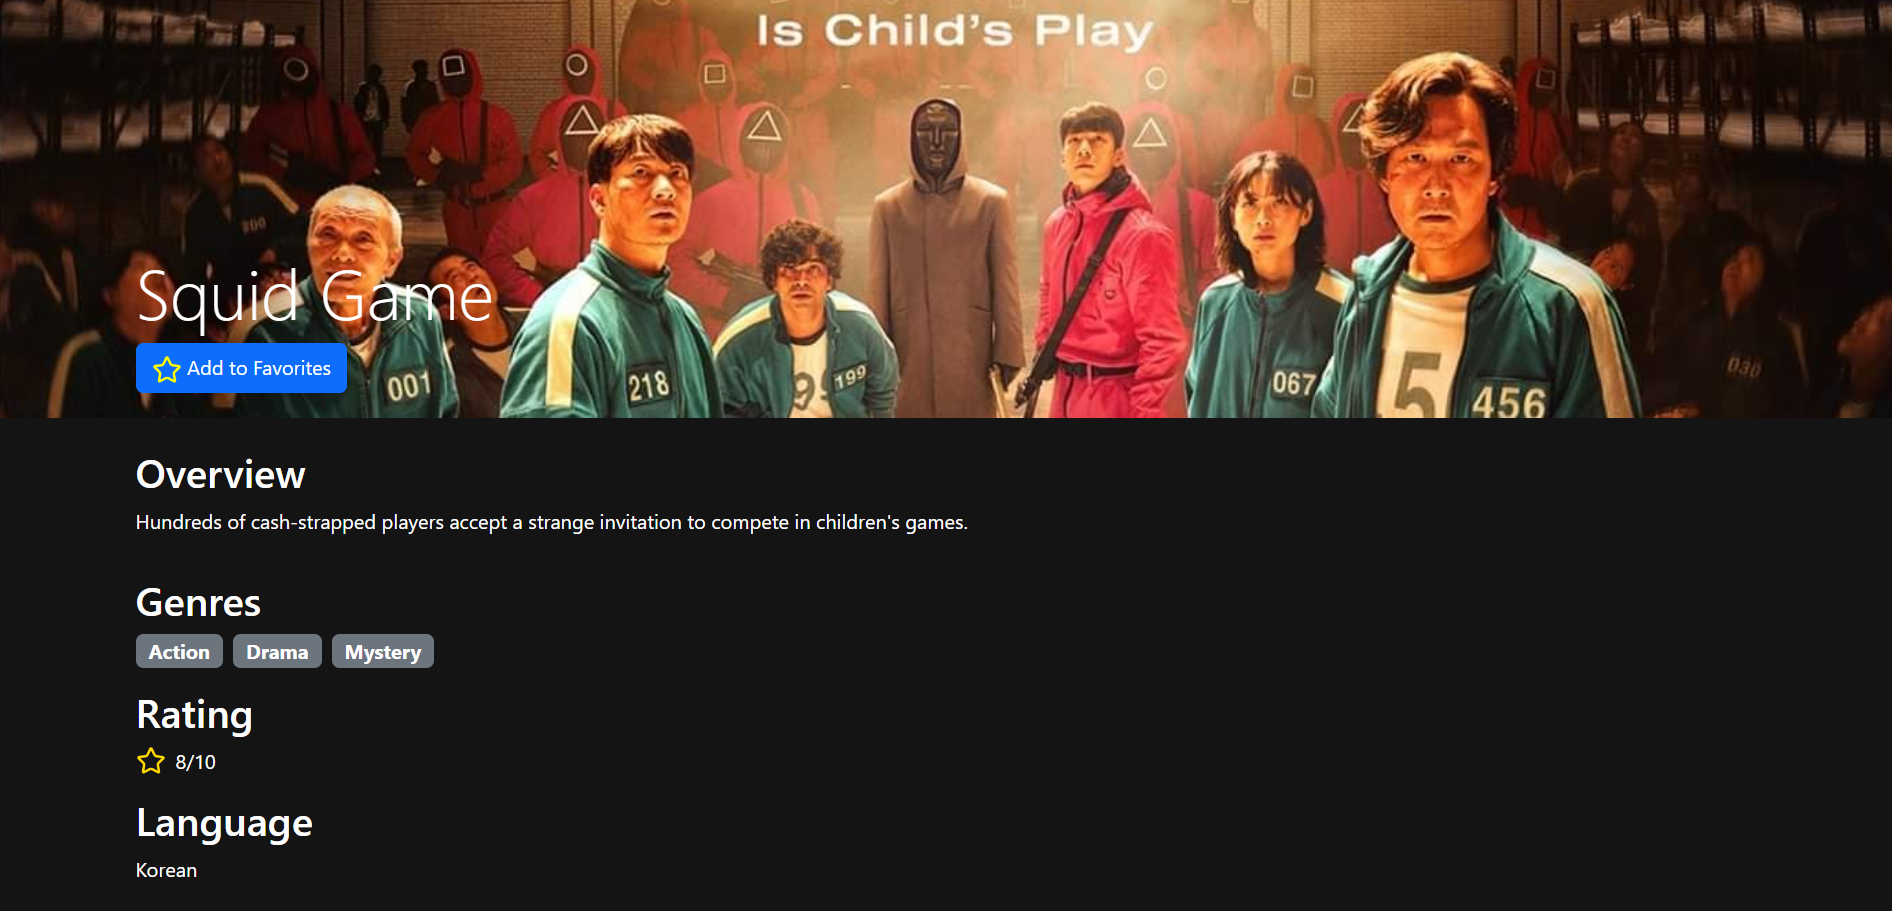 Is Child's Play
Squid Game
Add to Favorites
001
218
199
067
456
030
Overview
Hundreds of cash-strapped players accept a strange invitation to compete in children's games.
Genres
Action Drama Mystery
Rating
8/10
Language
Korean